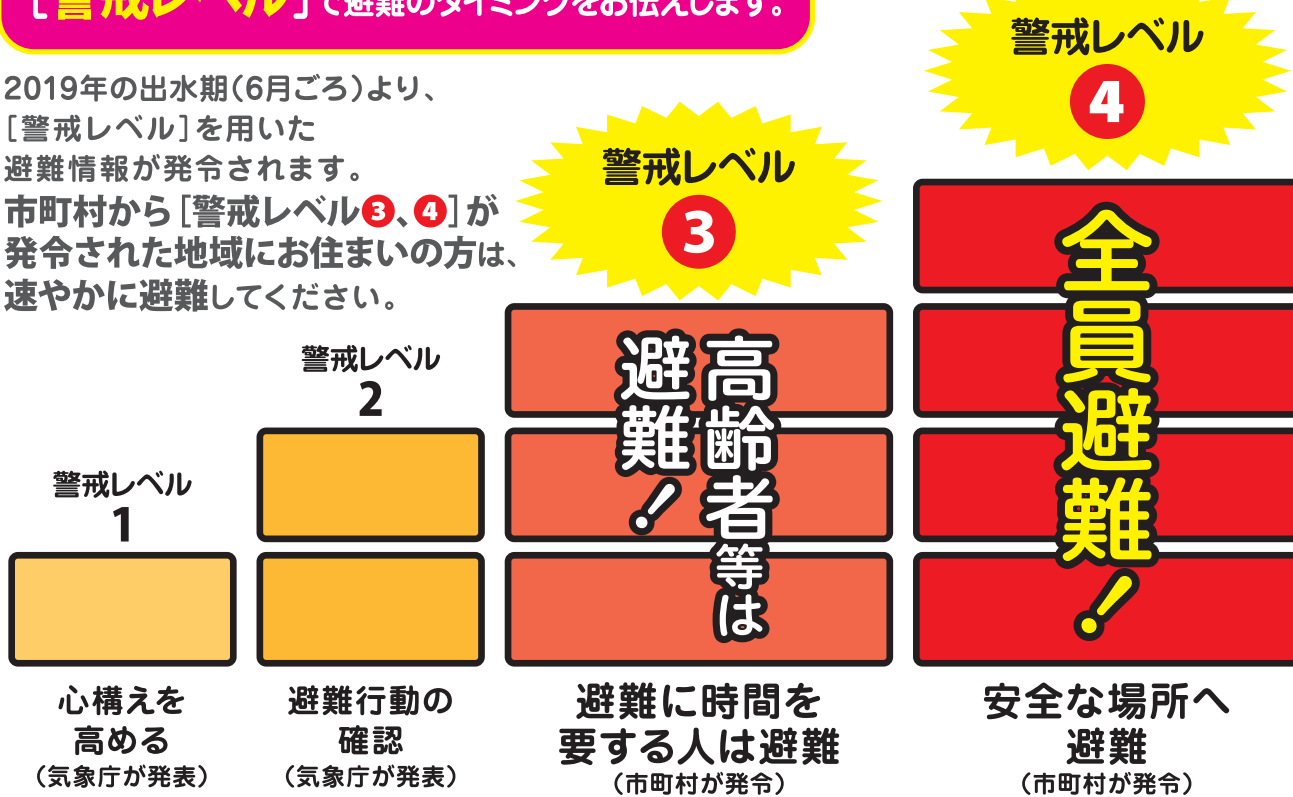 [警戒レベル]で避難のタイミングをお伝えします。
2019年の出水期(6月ごろ)より、
[警戒レベル]を用いた
避難情報が発令されます。
市町村から[警戒レベル3、4]が
発令された地域にお住まいの方は、
速やかに避難してください。
警戒レベル
1
心構えを
高める
(気象庁が発表)
警戒レベル
2
避難行動の
確認
(気象庁が発表)
警戒レベル
3
高齢者等は
避難!
避難に時間を
要する人は避難
(市町村が発令)
警戒レベル
4
全員避難!
安全な場所へ
避難
(市町村が発令)